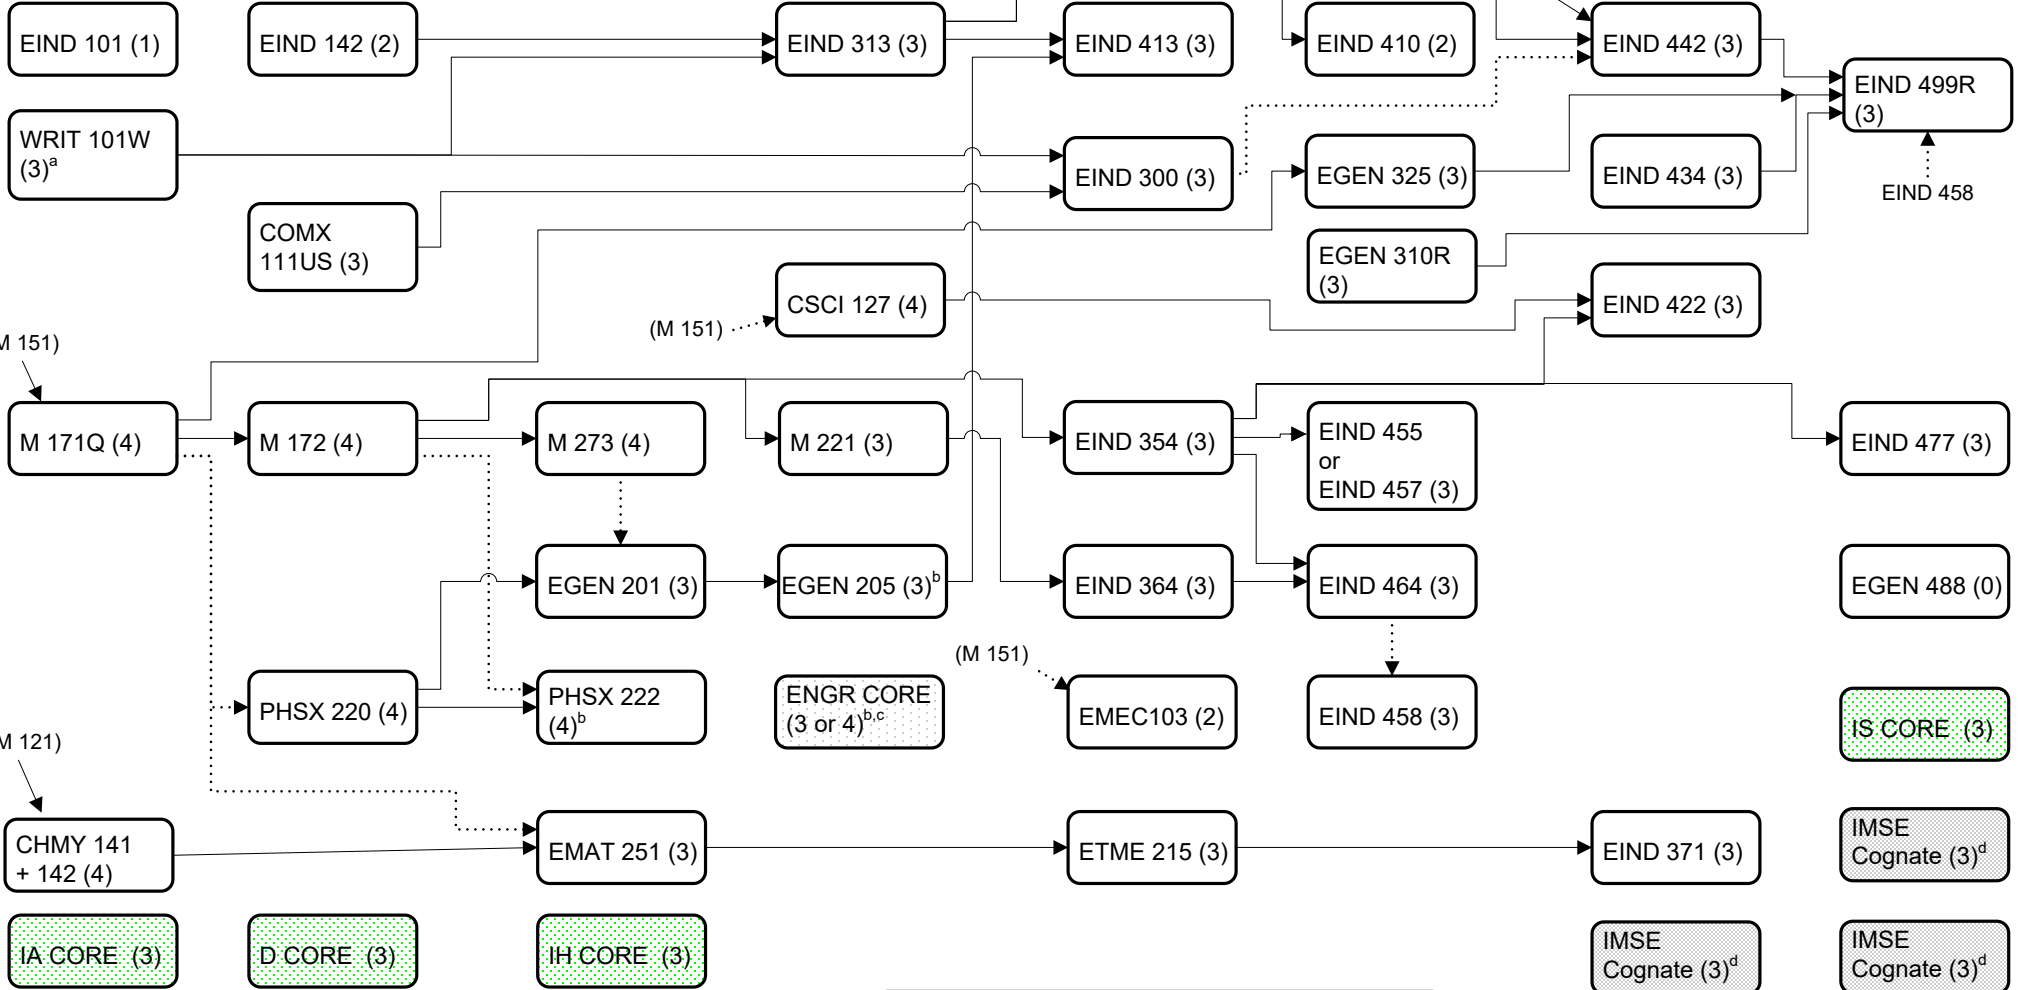 EIND 101 (1)
EIND 142 (2)
EIND 313 (3)
EIND 413 (3)
EIND 410 (2)
EIND 442 (3)
EIND 499R
(3)
WRIT 101W
(3)a
EIND 300 (3)
EGEN 325 (3)
EIND 434 (3)
EIND 458
COMX
111US (3)
EGEN 310R
(3)
CSCI 127 (4)
EIND 422 (3)
(M 151)
M 151)
M 171Q (4)
M 172 (4)
M 273 (4)
M 221 (3)
EIND 354 (3)
EIND 455
or
EIND 457 (3)
EIND 477 (3)
EGEN 201 (3)
EGEN 205 (3)b
EIND 364 (3)
EIND 464 (3)
EGEN 488 (0)
(M 151)
PHSX 220 (4)
PHSX 222
(4)b
ENGR CORE
(3 or 4)b,c
EMEC103 (2)
EIND 458 (3)
IS CORE (3)
M 121)
CHMY 141
+ 142 (4)
EMAT 251 (3)
ETME 215 (3)
EIND 371 (3)
IMSE
Cognate (3)d
IA CORE (3)
D CORE (3)
IH CORE (3)
IMSE
Cognate (3)d
IMSE
Cognate (3)d